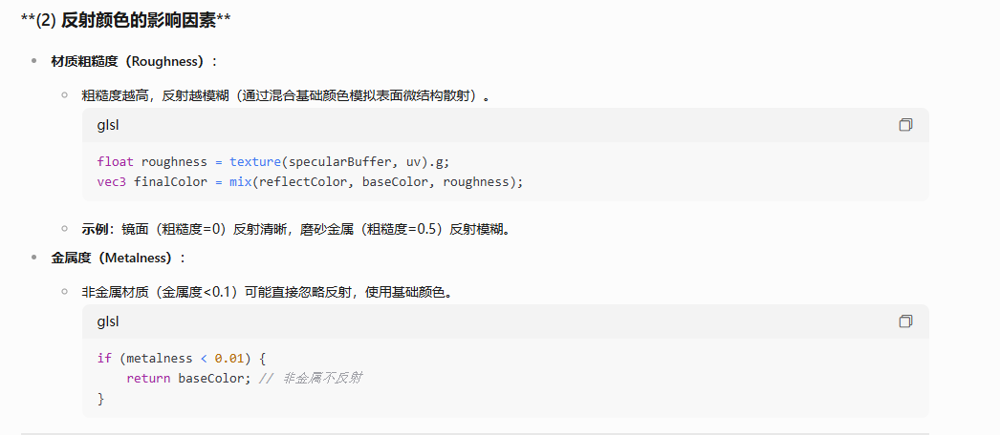 **(2) 反射颜色的影响因素**
• 材质粗糙度（Roughness）:
○ 粗糙度越高，反射越模糊（通过混合基础颜色模拟表面微结构散射）。
glsl
float roughness = texture(specularBuffer, uv).g;
vec3 finalColor = mix(reflectColor, baseColor, roughness);
○ 示例：镜面（粗糙度=0）反射清晰，磨砂金属（粗糙度=0.5）反射模糊。
• 金属度（Metalness）:
○ 非金属材质（金属度<0.1）可能直接忽略反射，使用基础颜色。
glsl
if (metalness < 0.01) {
    return baseColor; // 非金属不反射
}